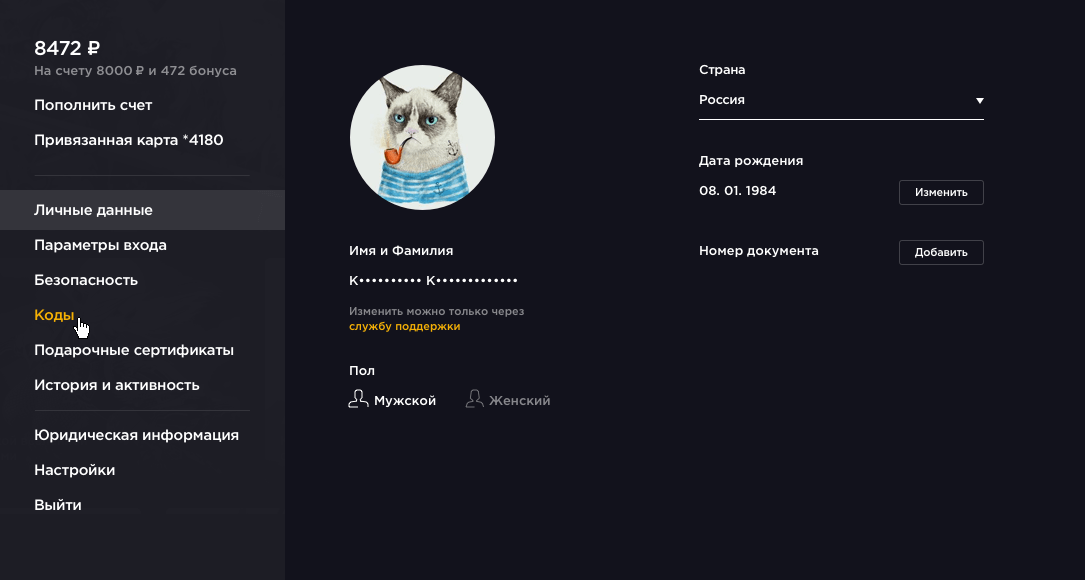 8472 ₽
На счету 8000 ₽ и 472 бонуса
Пополнить счет
Привязанная карта *4180
Личные данные
Параметры входа
Безопасность
Коды
Подарочные сертификаты
История и активность
Юридическая информация
Настройки
Выйти
Имя и Фамилия
К•••••••••• К•••••••••••••
Изменить можно только через
службу поддержки
Пол
Мужской Женский
Страна
Россия
Дата рождения
08. 01. 1984 Изменить
Номер документа Добавить